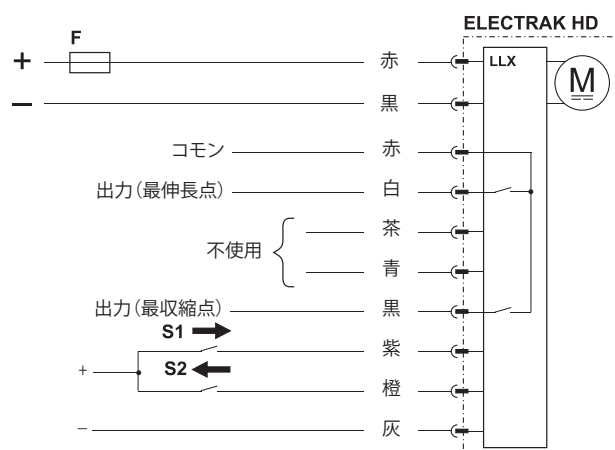 ELECTRAK HD
F
+ 赤 LLX
M
− 黒
コモン 赤
出力（最伸長点） 白
茶
不使用
青
出力（最収縮点） 黒
S1
紫
+ S2
橙
− 灰